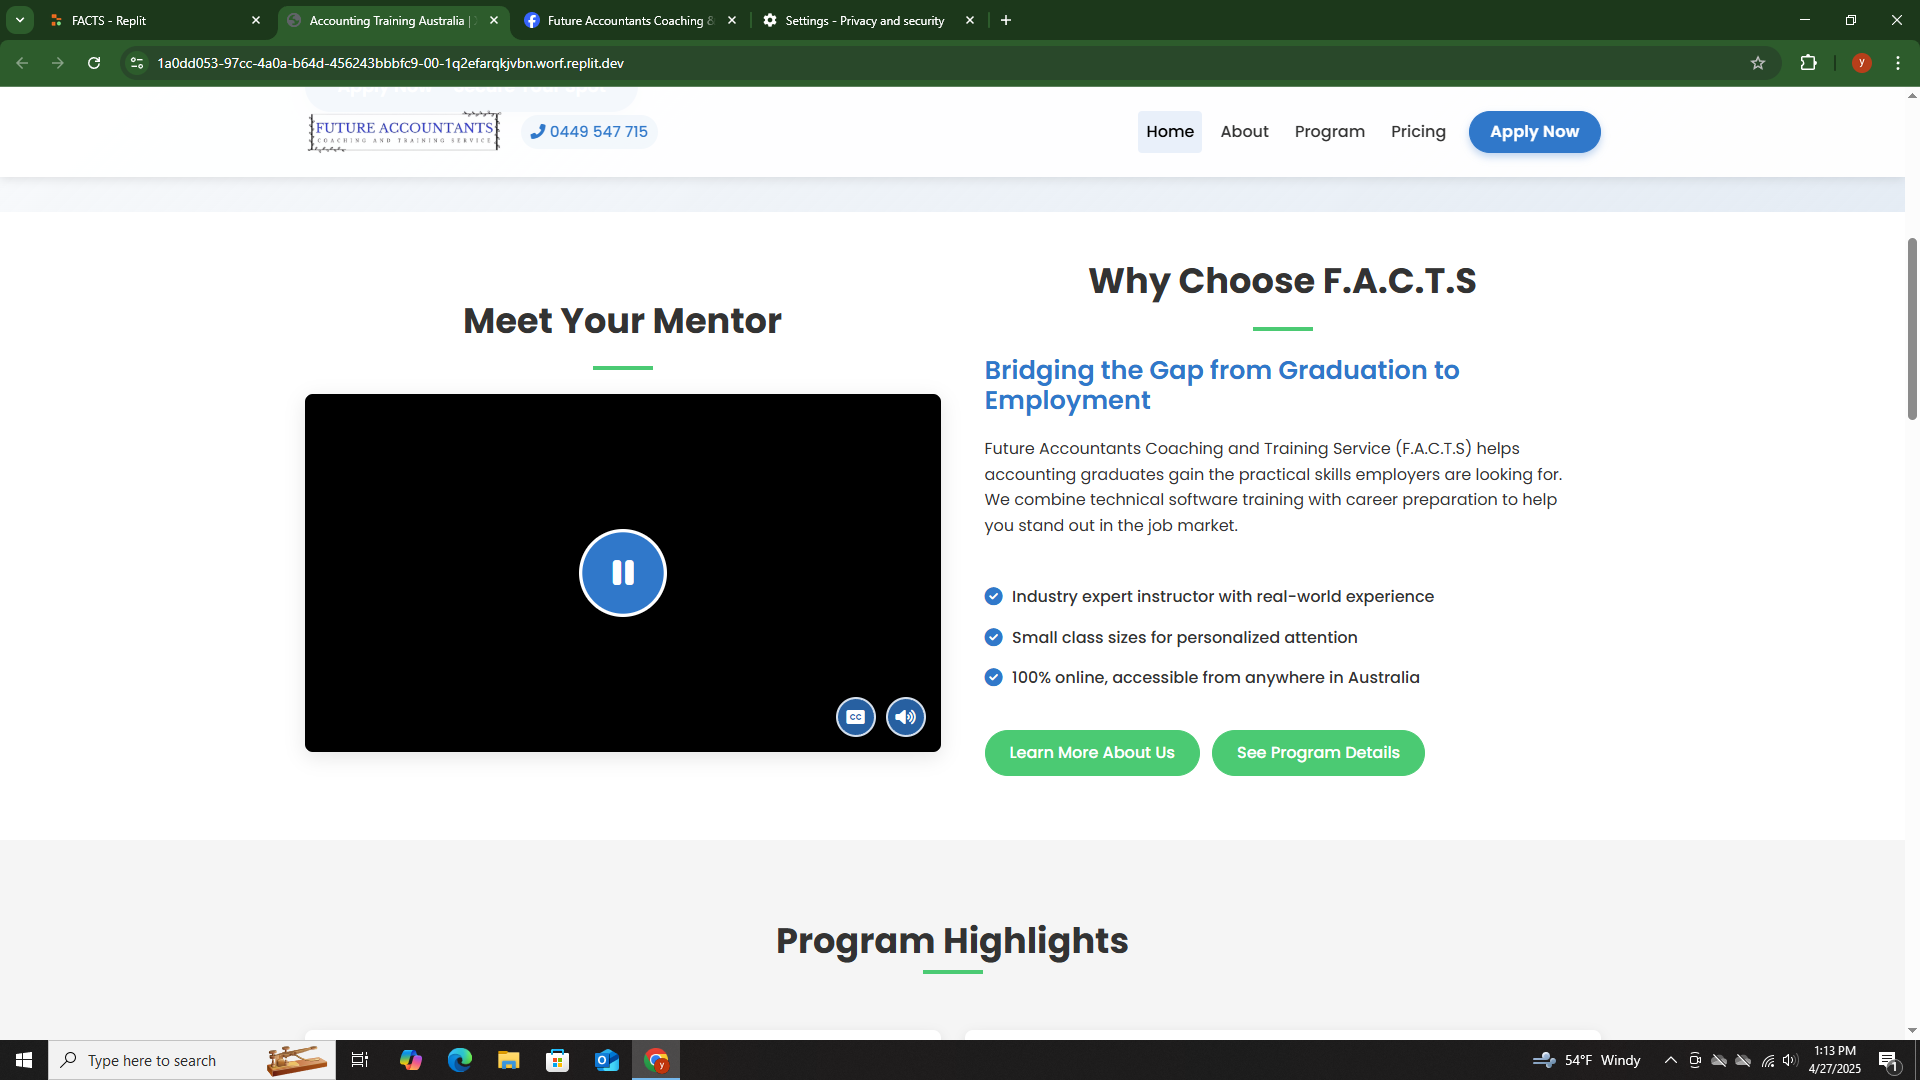 FACTS - Replit
Accounting Training Australia |
Future Accountants Coaching &
Settings - Privacy and security
1a0dd053-97cc-4a0a-b64d-456243bbbfc9-00-1q2efarqkjvbn.worf.replit.dev
y
FUTURE ACCOUNTANTS
COACHING AND TRAINING SERVICE
0449 547 715
Home
About
Program
Pricing
Apply Now
Meet Your Mentor
CC
Why Choose F.A.C.T.S
Bridging the Gap from Graduation to
Employment
Future Accountants Coaching and Training Service (F.A.C.T.S) helps
accounting graduates gain the practical skills employers are looking for.
We combine technical software training with career preparation to help
you stand out in the job market.
Industry expert instructor with real-world experience
Small class sizes for personalized attention
100% online, accessible from anywhere in Australia
Learn More About Us
See Program Details
Program Highlights
Type here to search
y
54°F Windy
1:13 PM
4/27/2025
1